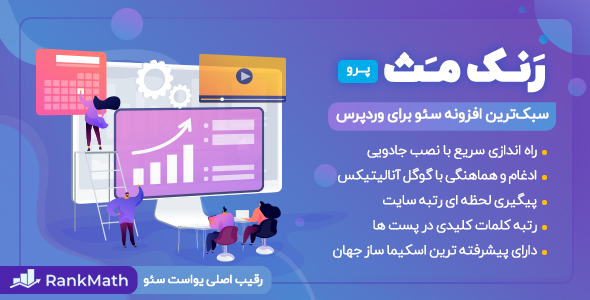 رَنک مَث
پــرو
سبک‌ترین افزونه سئو برای وردپرس
راه اندازی سریع با نصب جادویی
ادغام و هماهنگی با گوگل آنالیتیکس
پیگیری لحظه ای رتبه سایت
رتبه کلمات کلیدی در پست ها
دارای پیشرفته ترین اسکیما ساز جهان
RankMath
رقیب اصلی یواست سئو